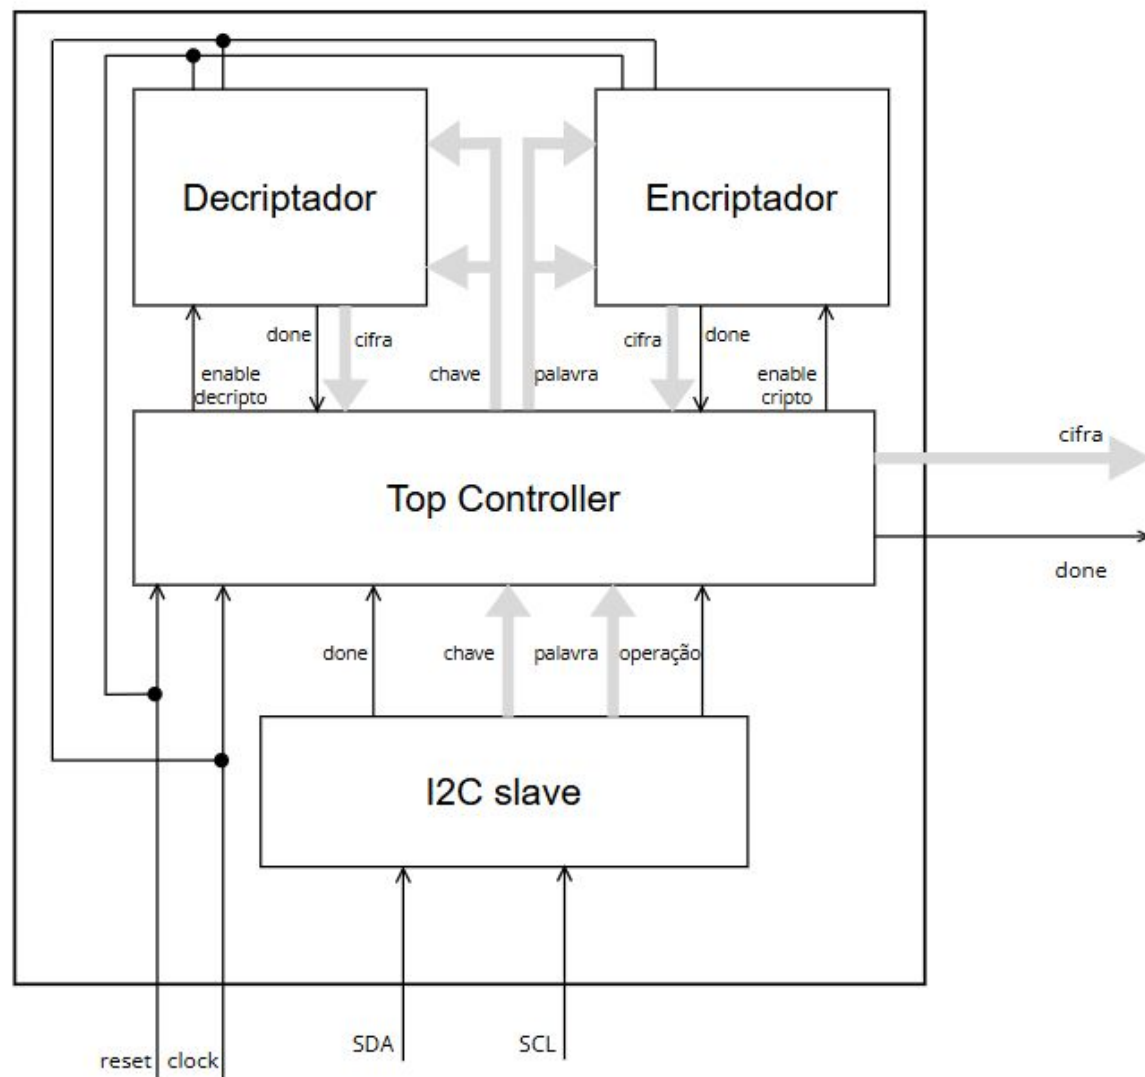 Decriptador
Encriptador
done
cifra
cifra
done
enable
decripto
chave
palavra
enable
cripto
cifra
Top Controller
done
done
chave
palavra
operação
I2C slave
SDA
SCL
reset
clock